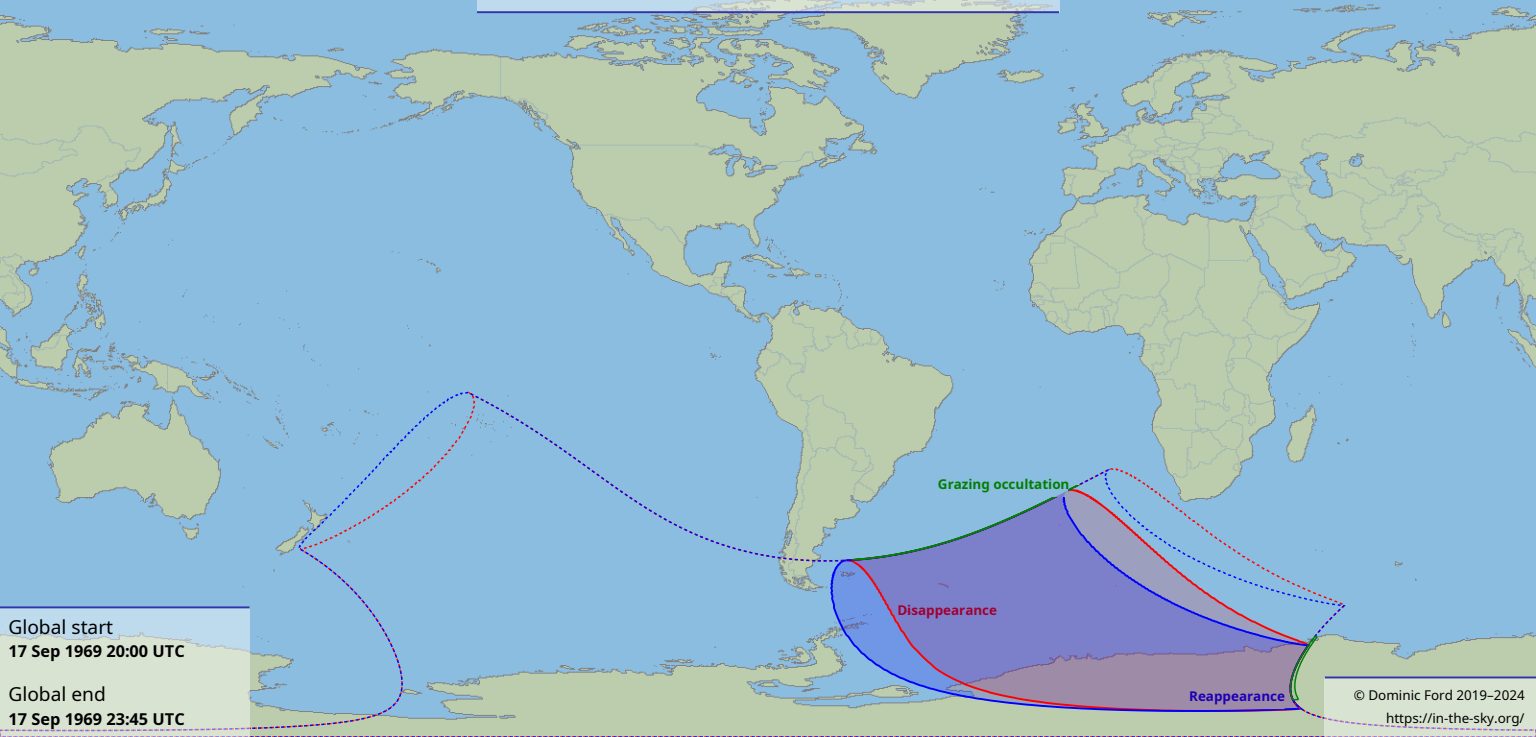 Grazing occultation
Disappearance
Reappearance
Global start
17 Sep 1969 20:00 UTC
Global end
17 Sep 1969 23:45 UTC
© Dominic Ford 2019–2024
https://in-the-sky.org/